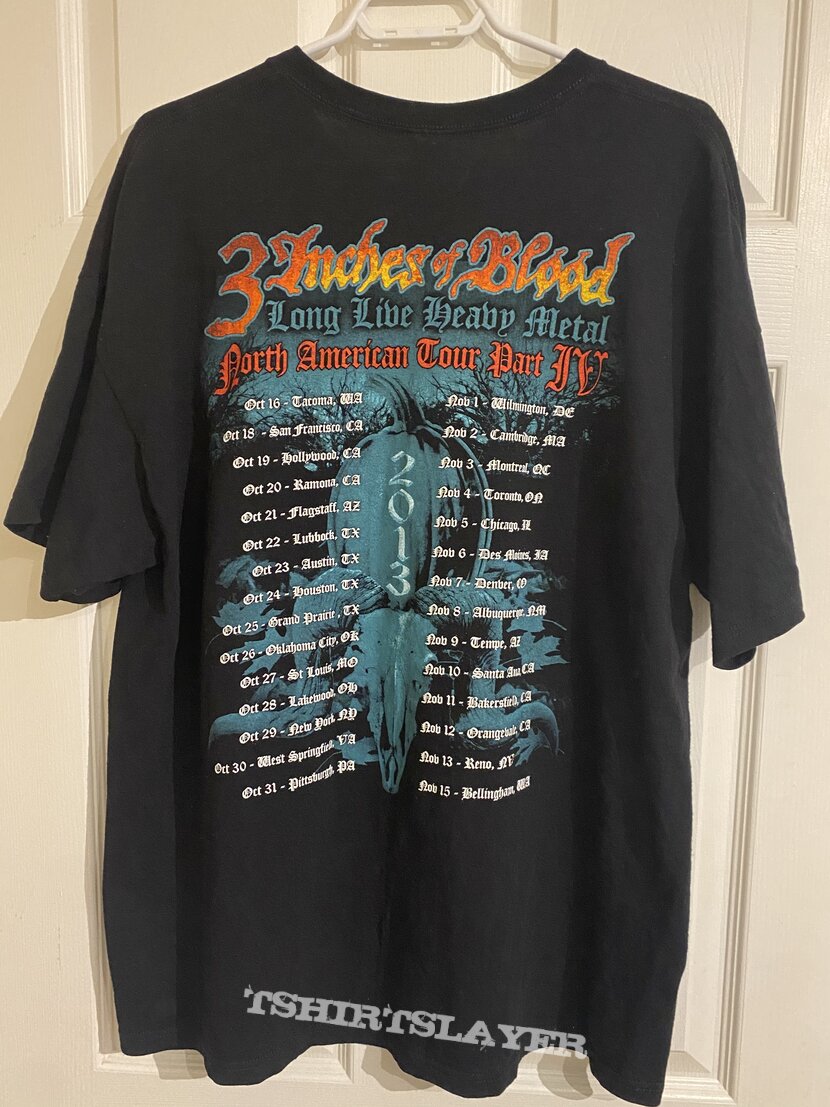 3 Inches of Blood
Long Live Heavy Metal
North American Tour Part IV
2013
Oct 16 - Tacoma, WA
Oct 18 - San Francisco, CA
Oct 19 - Hollywood, CA
Oct 20 - Ramona, CA
Oct 21 - Flagstaff, AZ
Oct 22 - Lubbock, TX
Oct 23 - Austin, TX
Oct 24 - Houston, TX
Oct 25 - Grand Prairie, TX
Oct 26 - Oklahoma City, OK
Oct 27 - St Louis, MO
Oct 28 - Lakewood, OH
Oct 29 - New York, NY
Oct 30 - West Springfield, VA
Oct 31 - Pittsburgh, PA
Nov 1 - Wilmington, DE
Nov 2 - Cambridge, MA
Nov 3 - Montreal, QC
Nov 4 - Toronto, ON
Nov 5 - Chicago, IL
Nov 6 - Des Moines, IA
Nov 7 - Denver, CO
Nov 8 - Albuquerque, NM
Nov 9 - Tempe, AZ
Nov 10 - Santa Ana, CA
Nov 11 - Bakersfield, CA
Nov 12 - Orangevale, CA
Nov 13 - Reno, NV
Nov 15 - Bellingham, WA
TSHIRTSLAYER